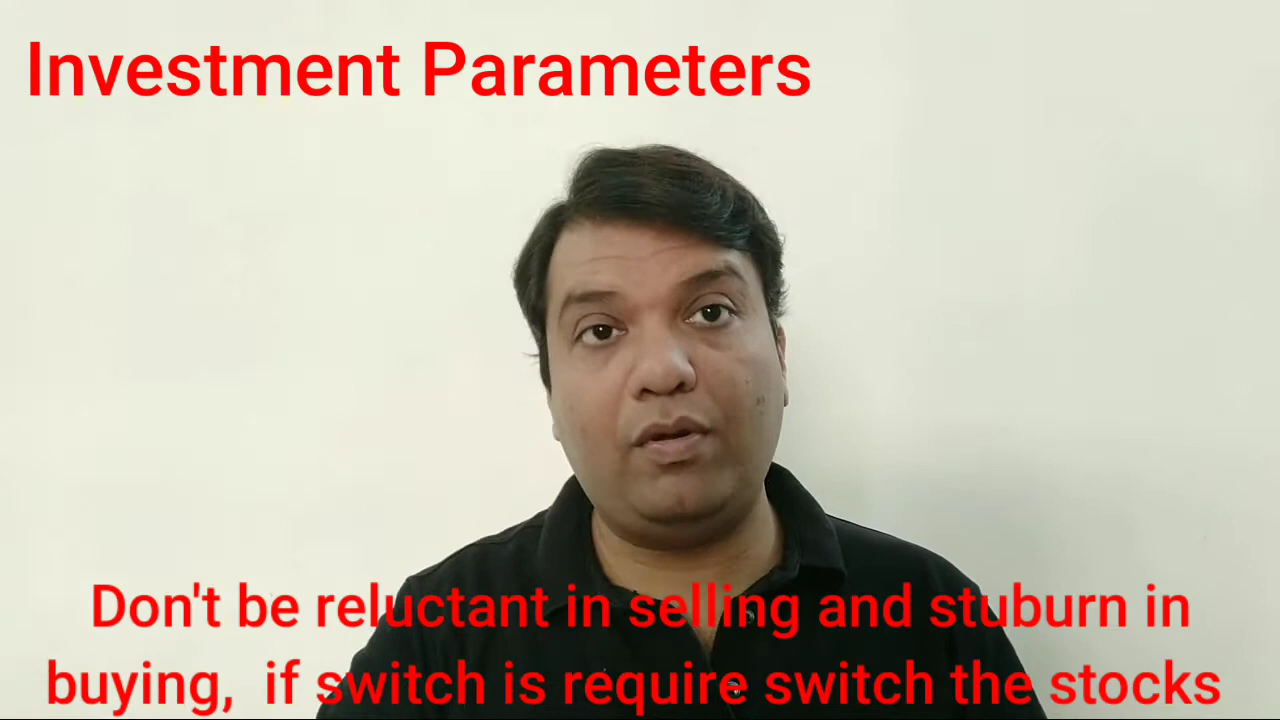 Investment Parameters
Don't be reluctant in selling and stuburn in
buying, if switch is require switch the stocks